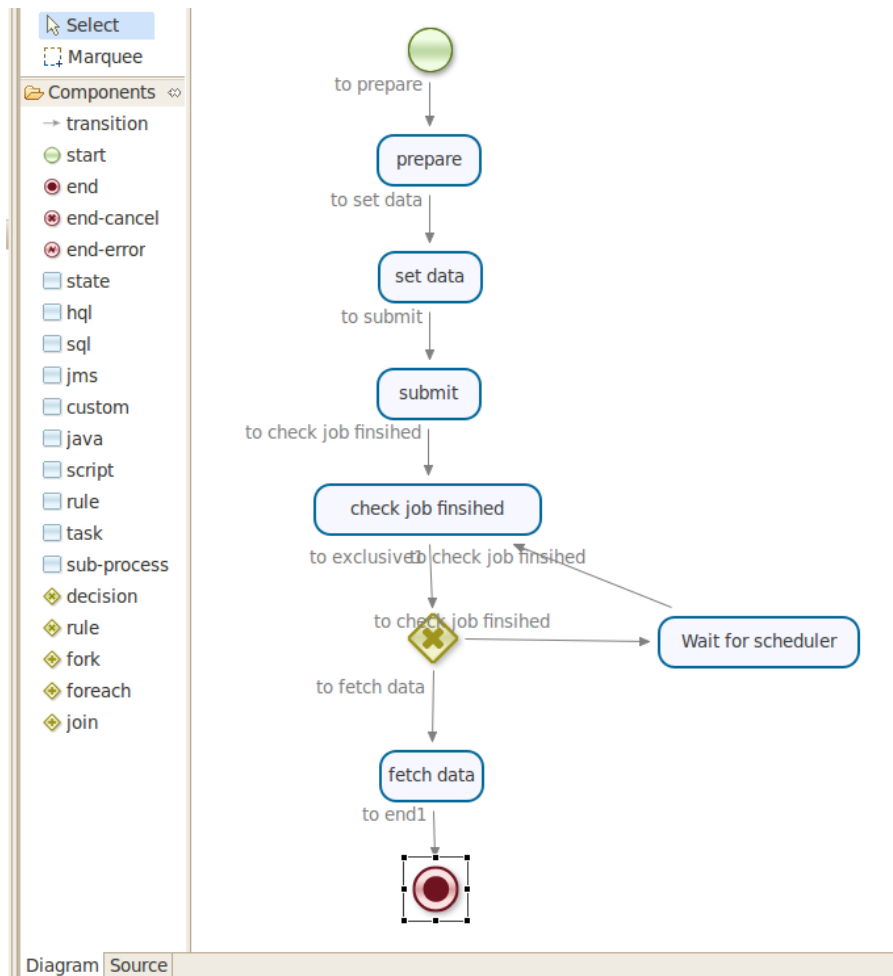 Select
Marquee
Components
transition
start
end
end-cancel
end-error
state
hql
sql
jms
custom
java
script
rule
task
sub-process
decision
rule
fork
foreach
join
to prepare
prepare
to set data
set data
to submit
submit
to check job finsihed
check job finsihed
to exclusive1
to check job finsihed
to check job finsihed
Wait for scheduler
to fetch data
fetch data
to end1
Diagram
Source